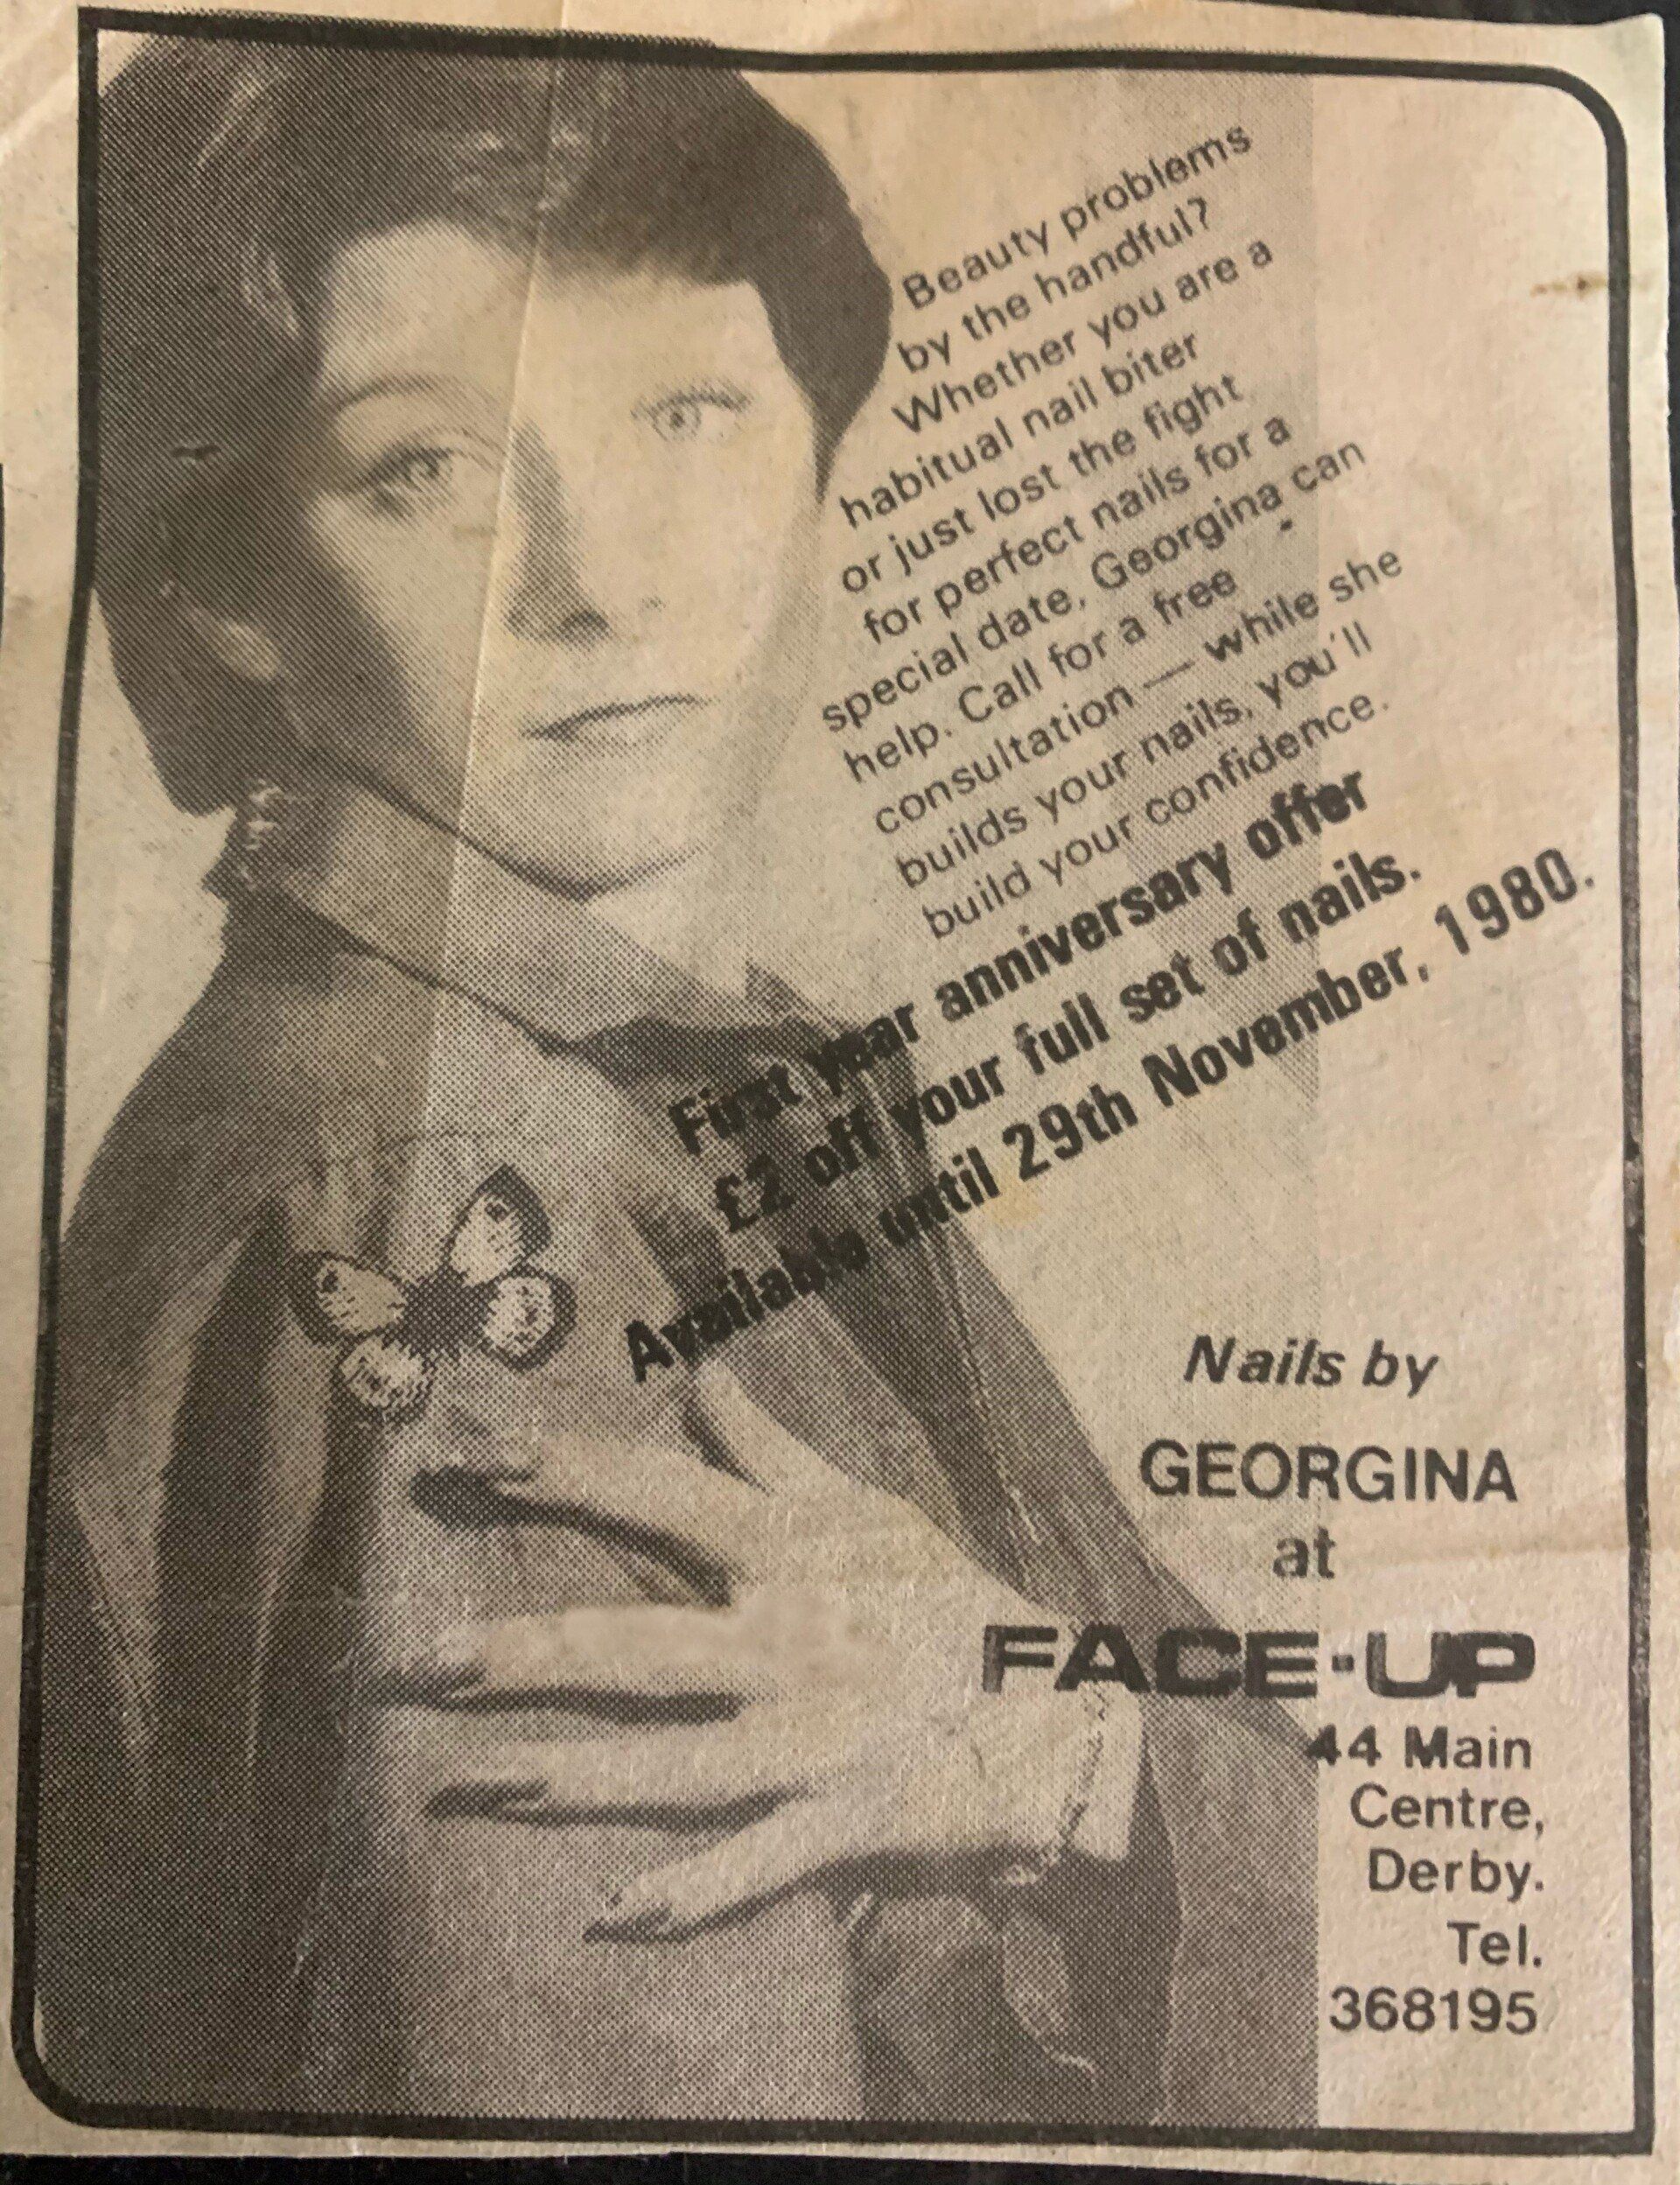 Beauty problems
by the handful?
Whether you are a
habitual nail biter
or just lost the fight
for perfect nails for a
special date, Georgina can
help. Call for a free
consultation — while she
builds your nails, you'll
build your confidence.
First year anniversary offer
£2 off your full set of nails.
Available until 29th November, 1980.
Nails by
GEORGINA
at
FACE-UP
44 Main
Centre,
Derby.
Tel.
368195